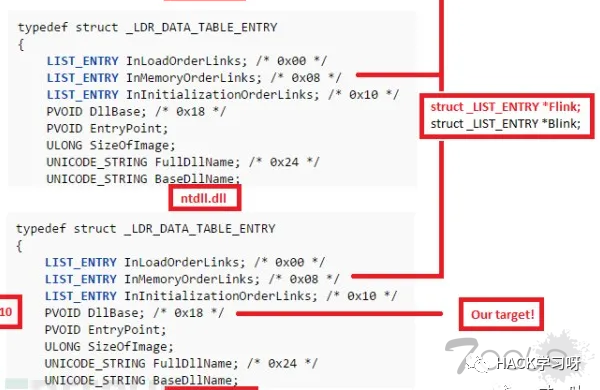 typedef struct _LDR_DATA_TABLE_ENTRY
{
LIST_ENTRY InLoadOrderLinks; /* 0x00 */
LIST_ENTRY InMemoryOrderLinks; /* 0x08 */
LIST_ENTRY InInitializationOrderLinks; /* 0x10 */
PVOID DllBase; /* 0x18 */
PVOID EntryPoint;
ULONG SizeOfImage;
UNICODE_STRING FullDllName; /* 0x24 */
UNICODE_STRING BaseDllName;
struct _LIST_ENTRY *Flink;
struct _LIST_ENTRY *Blink;
ntdll.dll
typedef struct _LDR_DATA_TABLE_ENTRY
{
LIST_ENTRY InLoadOrderLinks; /* 0x00 */
LIST_ENTRY InMemoryOrderLinks; /* 0x08 */
LIST_ENTRY InInitializationOrderLinks; /* 0x10 */
10
PVOID DllBase; /* 0x18 */
Our target!
PVOID EntryPoint;
ULONG SizeOfImage;
UNICODE_STRING FullDllName; /* 0x24 */
UNICODE_STRING BaseDllName;
HACK学习呀